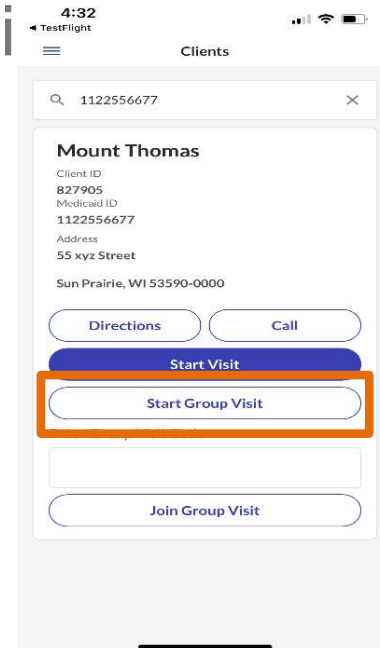 4:32
◀ TestFlight
Clients
1122556677
Mount Thomas
Client ID
827905
Medicaid ID
1122556677
Address
55 xyz Street
Sun Prairie, WI 53590-0000
Directions
Call
Start Visit
Start Group Visit
Join Group Visit